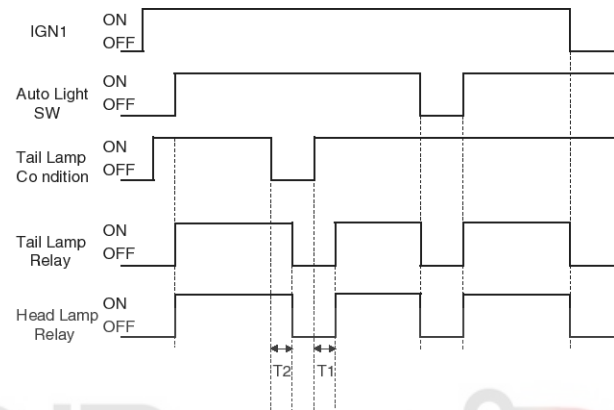 IGN1
ON
OFF
Auto Light
SW
ON
OFF
Tail Lamp
Co ndition
ON
OFF
Tail Lamp
Relay
ON
OFF
Head Lamp
Relay
ON
OFF
T2
T1